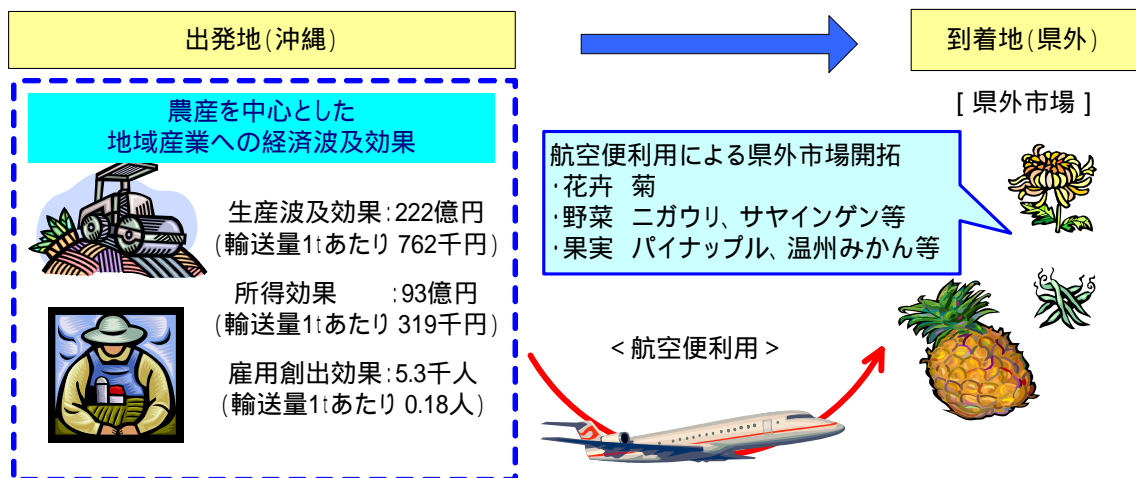 出発地(沖縄)
到着地(県外)
農産を中心とした
地域産業への経済波及効果
生産波及効果:222億円
(輸送量1tあたり 762千円)
所得効果　　:93億円
(輸送量1tあたり 319千円)
雇用創出効果:5.3千人
(輸送量1tあたり 0.18人)
[ 県外市場 ]
航空便利用による県外市場開拓
・花卉　菊
・野菜　ニガウリ、サヤインゲン等
・果実　パイナップル、温州みかん等
<航空便利用>